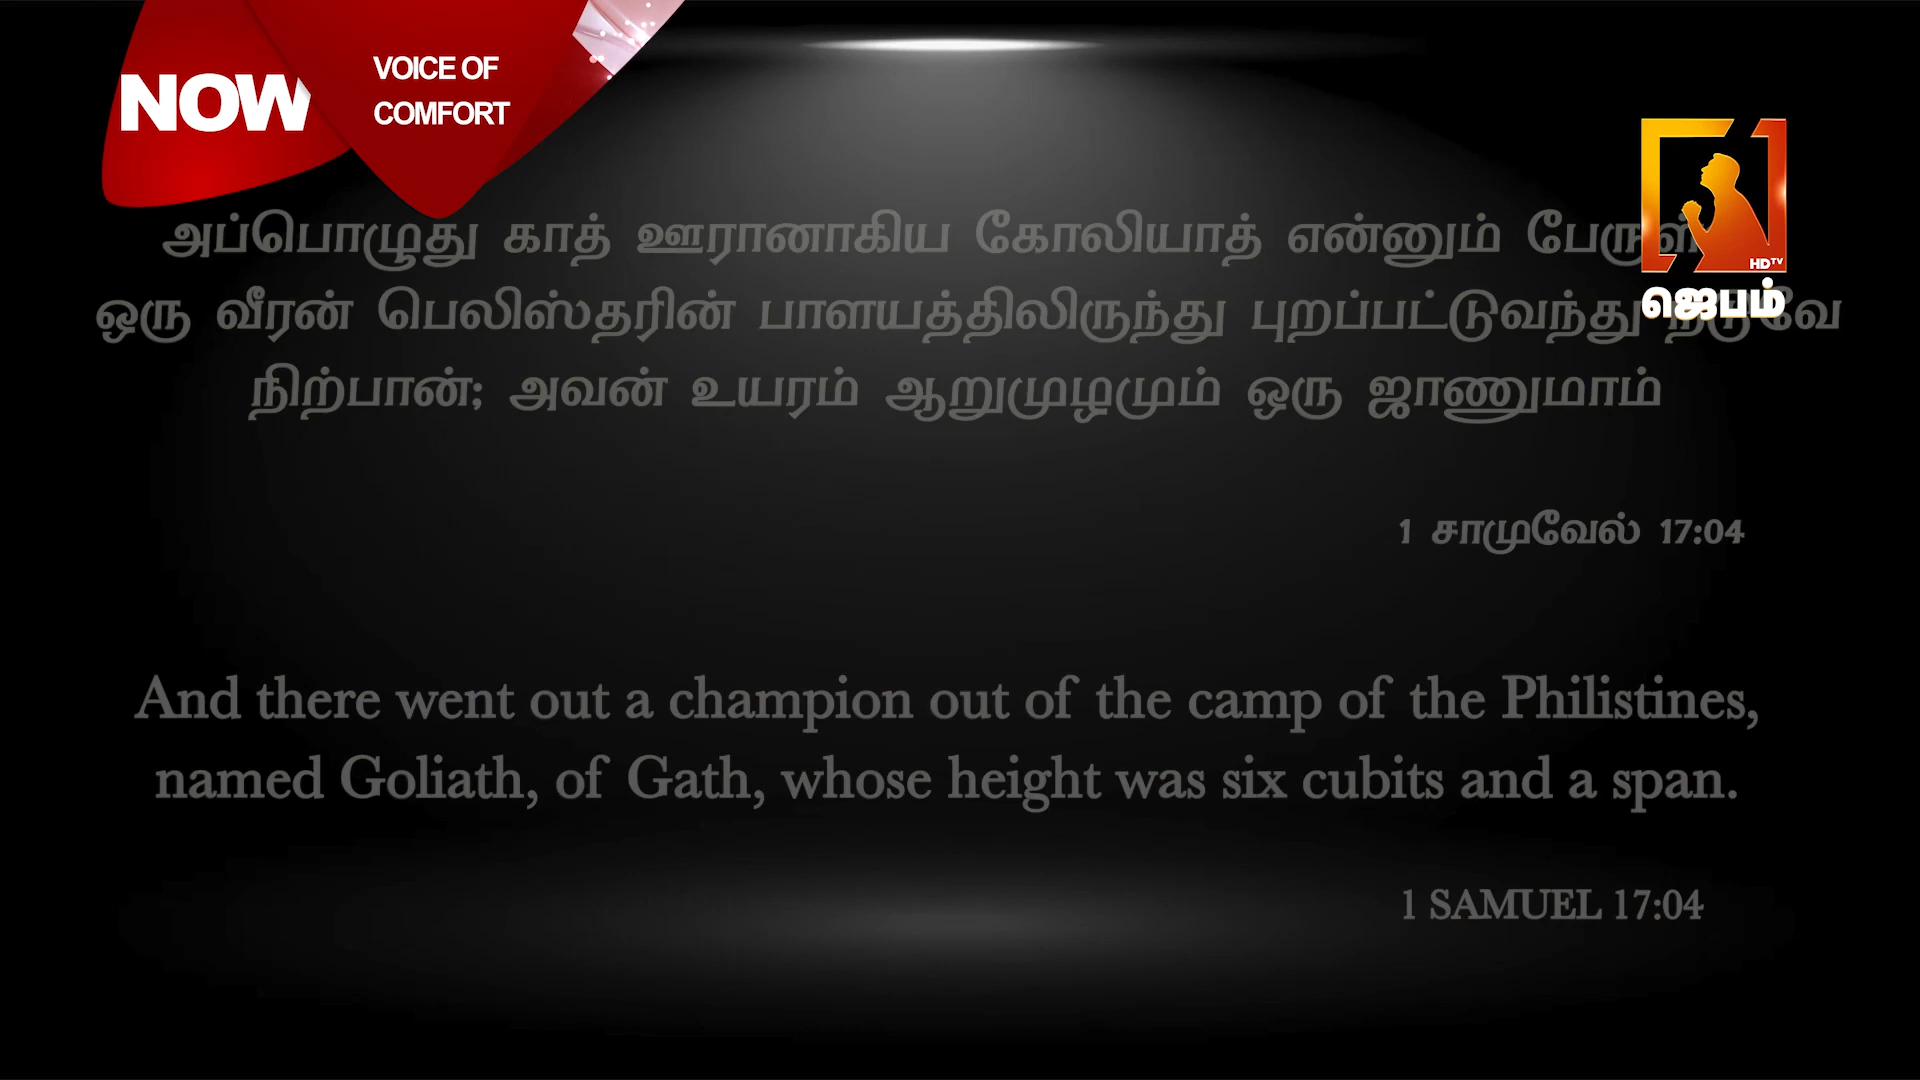 NOW
VOICE OF
COMFORT
அப்பொழுது காத் ஊரானாகிய கோலியாத் என்னும்
ஒரு வீரன் பெலிஸ்தரின் பாளயத்திலிருந்து புறப்பட்டுவந்து
நிற்பான்; அவன் உயரம் ஆறுமுழமும் ஒரு ஜாணுமாம்
HD TV
ஜெபம்
1 சாமுவேல் 17:04
And there went out a champion out of the camp of the Philistines,
named Goliath, of Gath, whose height was six cubits and a span.
1 SAMUEL 17:04